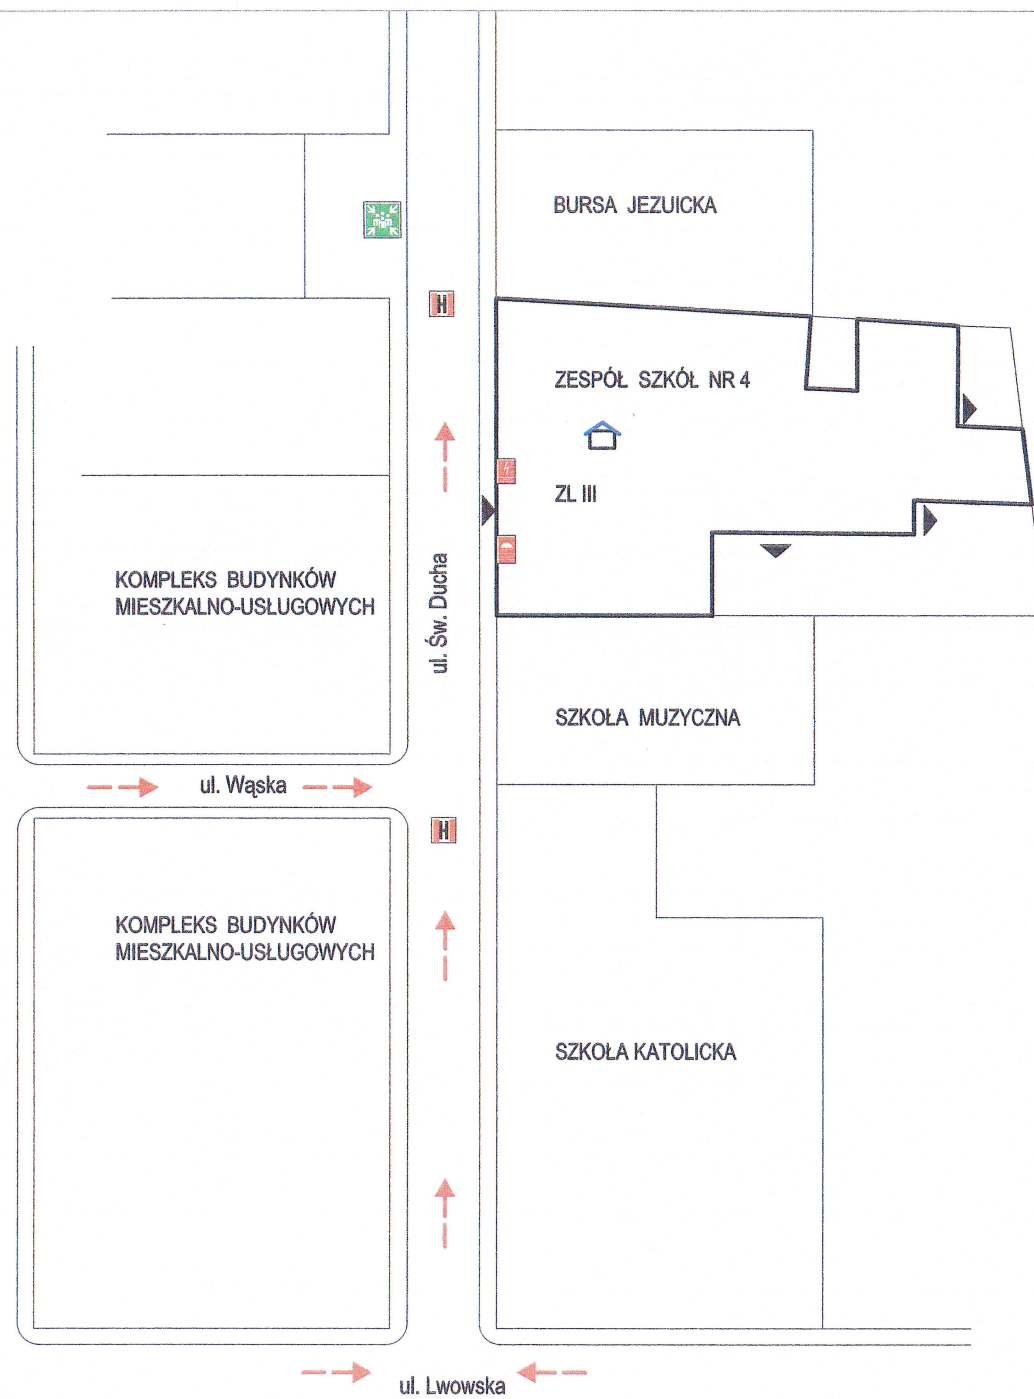 BURSA JEZUICKA
H
ZESPÓŁ SZKÓŁ NR 4
ZL III
ul. Św. Ducha
KOMPLEKS BUDYNKÓW
MIESZKALNO-USŁUGOWYCH
SZKOŁA MUZYCZNA
ul. Wąska
H
KOMPLEKS BUDYNKÓW
MIESZKALNO-USŁUGOWYCH
SZKOŁA KATOLICKA
ul. Lwowska